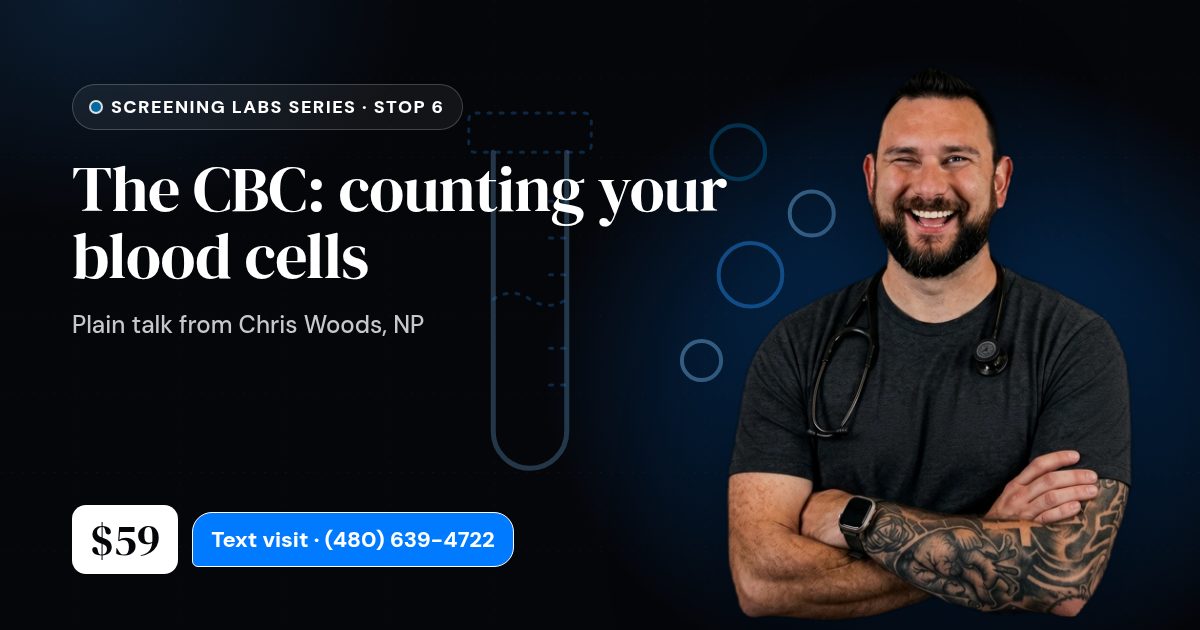 SCREENING LABS SERIES · STOP 6
The CBC: counting your
blood cells
Plain talk from Chris Woods, NP
$59
Text visit · (480) 639-4722